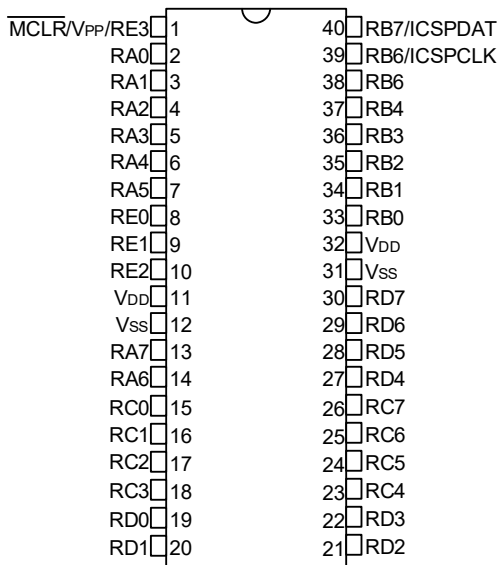 MCLR/VPP/RE3 1 40 RB7/ICSPDAT
RA0 2 39 RB6/ICSPCLK
RA1 3 38 RB6
RA2 4 37 RB4
RA3 5 36 RB3
RA4 6 35 RB2
RA5 7 34 RB1
RE0 8 33 RB0
RE1 9 32 VDD
RE2 10 31 VSS
VDD 11 30 RD7
VSS 12 29 RD6
RA7 13 28 RD5
RA6 14 27 RD4
RC0 15 26 RC7
RC1 16 25 RC6
RC2 17 24 RC5
RC3 18 23 RC4
RD0 19 22 RD3
RD1 20 21 RD2